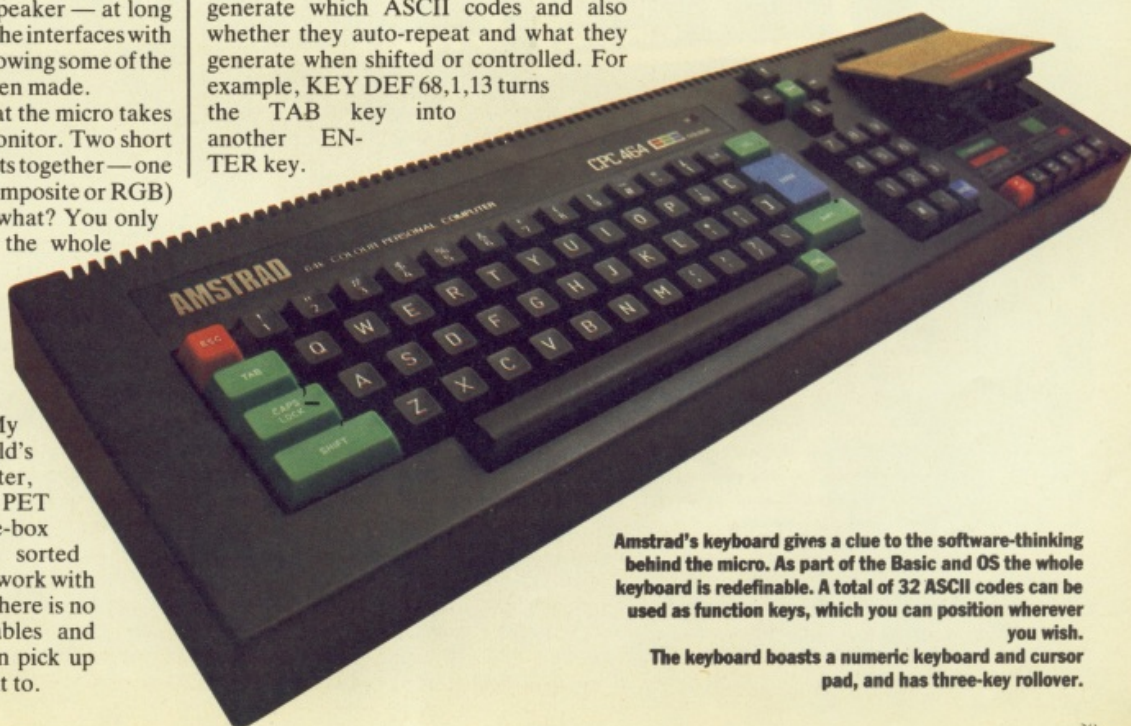 peaker — at long
he interfaces with
owing some of the
en made.
at the micro takes
onitor. Two short
ts together — one
omposite or RGB)
what? You only
the whole
ly
ld's
ter,
PET
e-box
sorted
work with
here is no
bles and
n pick up
t to.
generate which ASCII codes and also
whether they auto-repeat and what they
generate when shifted or controlled. For
example, KEY DEF 68,1,13 turns
the TAB key into
another EN-
TER key.
AMSTRAD
64K COLOUR PERSONAL COMPUTER
CPC 464
ESC
TAB
Q W E R T Y U I O P
CAPS LOCK
A S D F G H J K L
SHIFT
Z X C V B N M
Amstrad's keyboard gives a clue to the software-thinking
behind the micro. As part of the Basic and OS the whole
keyboard is redefinable. A total of 32 ASCII codes can be
used as function keys, which you can position wherever
you wish.
The keyboard boasts a numeric keyboard and cursor
pad, and has three-key rollover.